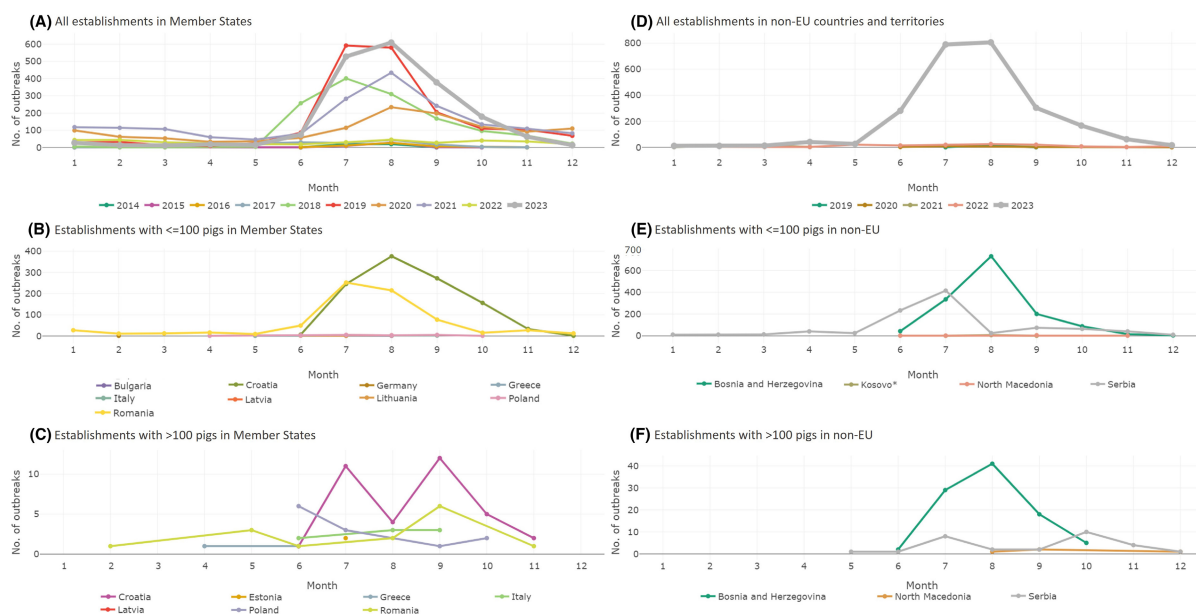 (A) All establishments in Member States
No. of outbreaks
600
500
400
300
200
100
0
1 2 3 4 5 6 7 8 9 10 11 12
Month
2014 2015 2016 2017 2018 2019 2020 2021 2022 2023
(B) Establishments with <=100 pigs in Member States
No. of outbreaks
400
300
200
100
0
1 2 3 4 5 6 7 8 9 10 11 12
Month
Bulgaria Croatia Germany Greece
Italy Latvia Lithuania Poland
Romania
(C) Establishments with >100 pigs in Member States
No. of outbreaks
10
5
0
1 2 3 4 5 6 7 8 9 10 11 12
Month
Croatia Estonia Greece Italy
Latvia Poland Romania
(D) All establishments in non-EU countries and territories
No. of outbreaks
800
600
400
200
0
1 2 3 4 5 6 7 8 9 10 11 12
Month
2019 2020 2021 2022 2023
(E) Establishments with <=100 pigs in non-EU
No. of outbreaks
700
600
400
200
0
1 2 3 4 5 6 7 8 9 10 11 12
Month
Bosnia and Herzegovina Kosovo* North Macedonia Serbia
(F) Establishments with >100 pigs in non-EU
No. of outbreaks
40
30
20
10
0
1 2 3 4 5 6 7 8 9 10 11 12
Month
Bosnia and Herzegovina North Macedonia Serbia